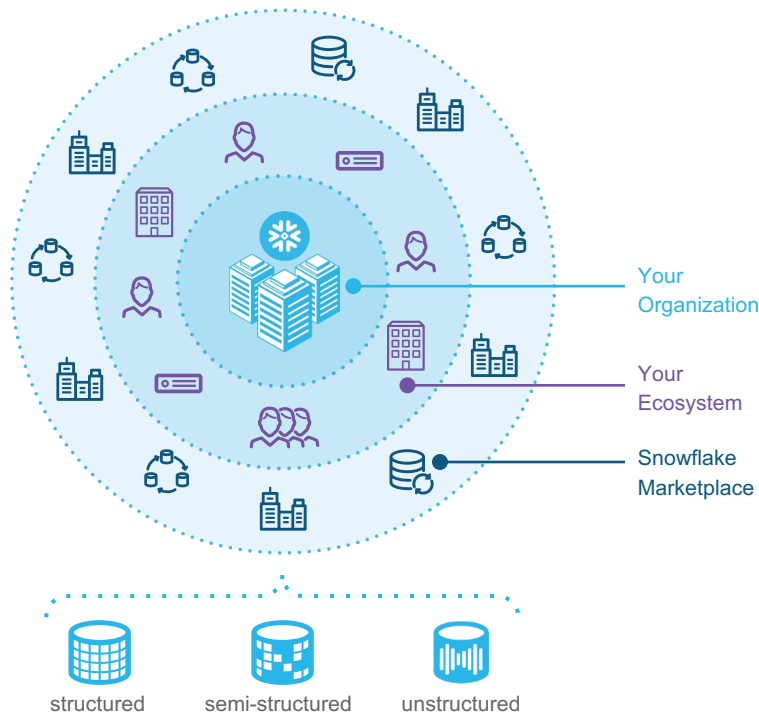 Your
Organization
Your
Ecosystem
Snowflake
Marketplace
structured
semi-structured
unstructured